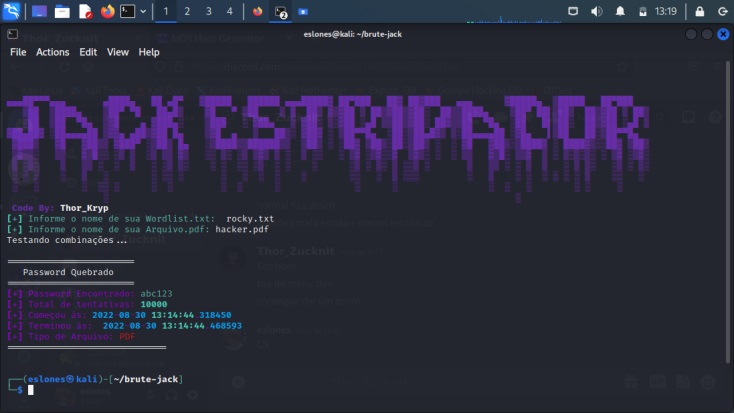 13:19
1 2 3 4
eslones@kali: ~/brute-jack
File Actions Edit View Help
JACK ESTRIPADOR
Code By: Thor_Kryp
[+] Informe o nome de sua Wordlist.txt: rocky.txt
[+] Informe o nome de sua Arquivo.pdf: hacker.pdf
Testando combinações...
Password Quebrado
[+] Password Encontrado: abc123
[+] Total de tentativas: 10000
[+] Começou às: 2022-08-30 13:14:44.318450
[+] Terminou às: 2022-08-30 13:14:44.468593
[+] Tipo de Arquivo: PDF
Thor_Zucknit
┌──(eslones㉿kali)-[~/brute-jack]
└─$